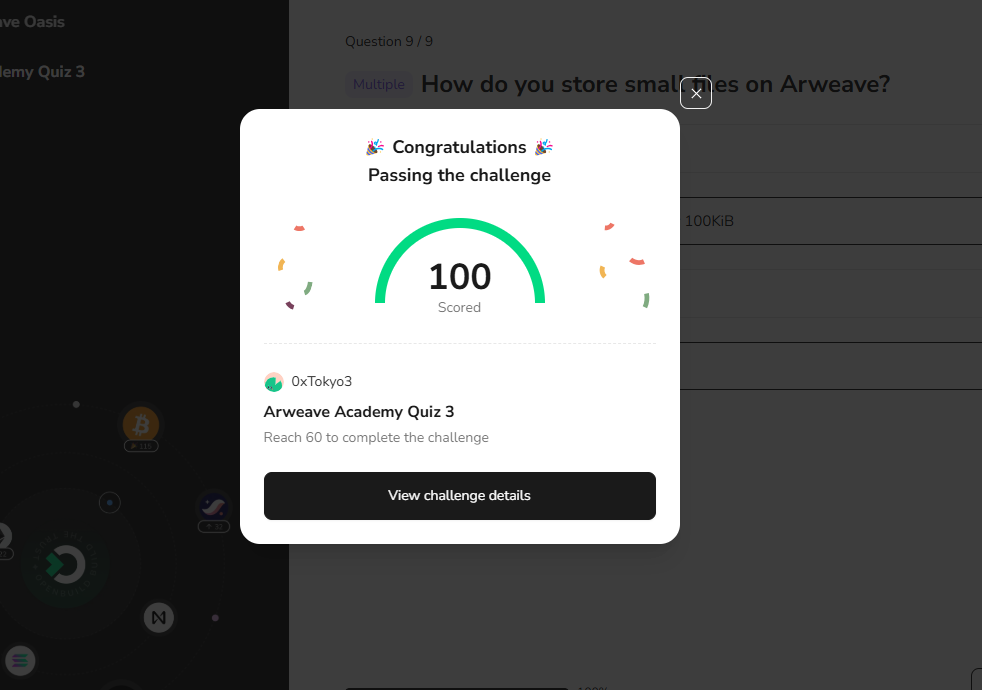 ave Oasis
demy Quiz 3
Question 9 / 9
Multiple
How do you store small files on Arweave?
100KiB
Congratulations
Passing the challenge
100
Scored
0xTokyo3
Arweave Academy Quiz 3
Reach 60 to complete the challenge
View challenge details